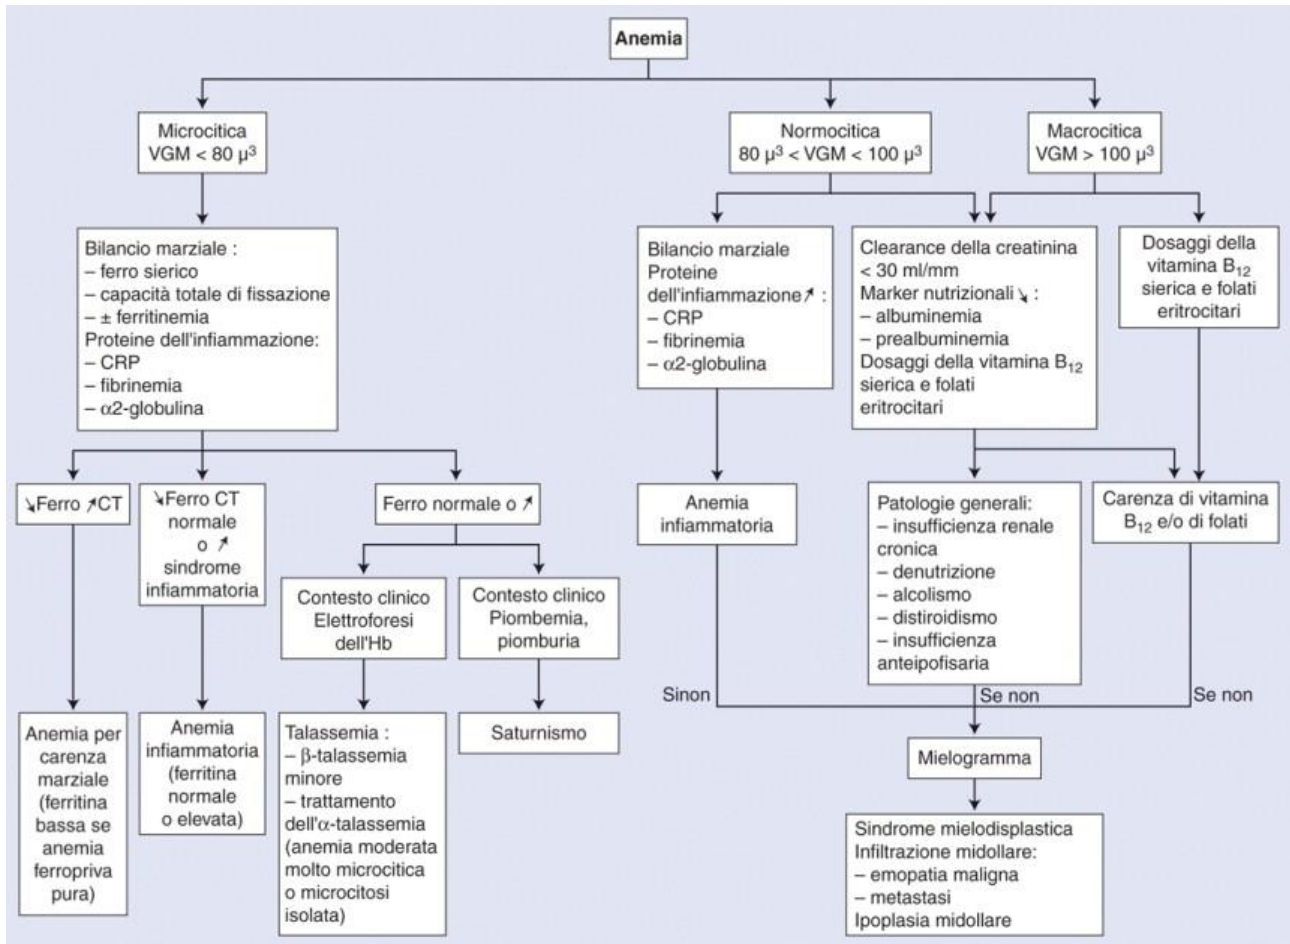 Anemia
Microcitica
VGM < 80 µ³
Normocitica
80 µ³ < VGM < 100 µ³
Macrocitica
VGM > 100 µ³
Bilancio marziale :
– ferro sierico
– capacità totale di fissazione
– ± ferritinemia
Proteine dell'infiammazione:
– CRP
– fibrinemia
– α2-globulina
Bilancio marziale
Proteine
dell'infiammazione↗ :
– CRP
– fibrinemia
– α2-globulina
Clearance della creatinina
< 30 ml/mm
Marker nutrizionali ↘ :
– albuminemia
– prealbuminemia
Dosaggi della vitamina B₁₂
sierica e folati
eritrocitari
Dosaggi della
vitamina B₁₂
sierica e folati
eritrocitari
↘Ferro ↗CT
↘Ferro CT
normale
o ↗
sindrome
infiammatoria
Ferro normale o ↗
Anemia
infiammatoria
Patologie generali:
– insufficienza renale
cronica
– denutrizione
– alcolismo
– distiroidismo
– insufficienza
anteipofisaria
Carenza di vitamina
B₁₂ e/o di folati
Contesto clinico
Elettroforesi
dell'Hb
Contesto clinico
Piombemia,
piomburia
Sinon
Se non
Se non
Anemia per
carenza
marziale
(ferritina
bassa se
anemia
ferropriva
pura)
Anemia
infiammatoria
(ferritina
normale
o elevata)
Talassemia :
– β-talassemia
minore
– trattamento
dell'α-talassemia
(anemia moderata
molto microcitica
o microcitosi
isolata)
Saturnismo
Mielogramma
Sindrome mielodisplastica
Infiltrazione midollare:
– emopatia maligna
– metastasi
Ipoplasia midollare